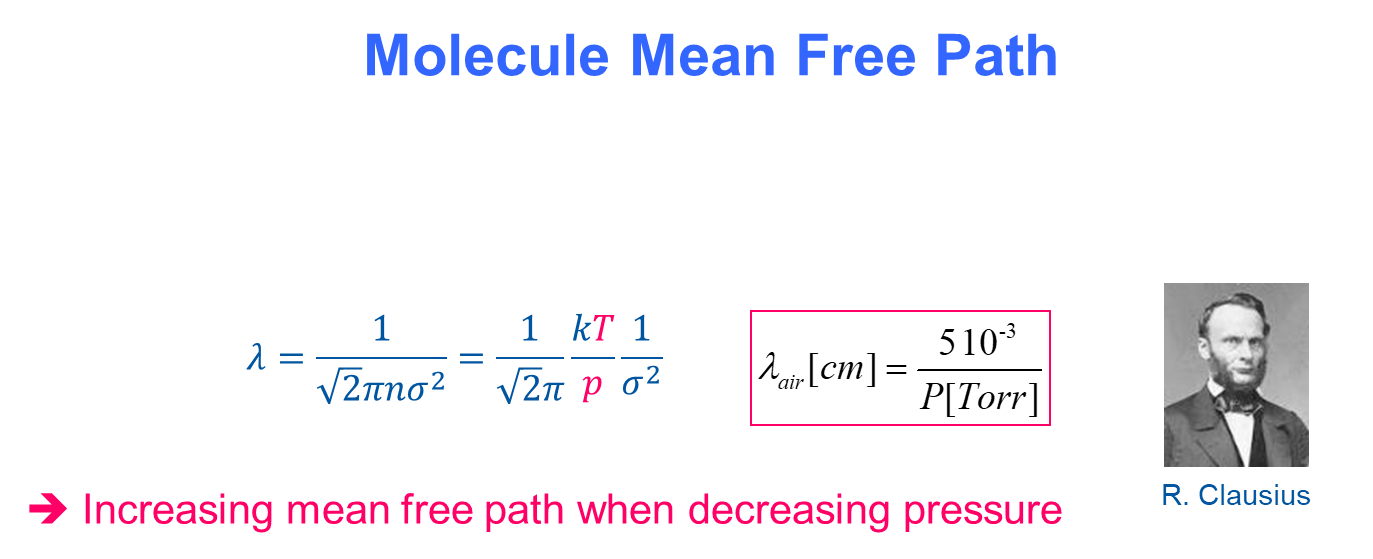 Molecule Mean Free Path
λ = 1/(√2πnσ²) = 1/(√2π) kT/p 1/σ²
λair[cm] = 5 10⁻³/P[Torr]
R. Clausius
➔ Increasing mean free path when decreasing pressure